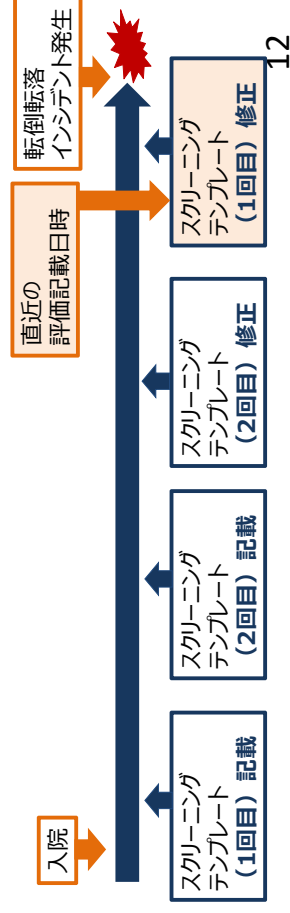 入院
直近の
評価記載日時
転倒転落
インシデント発生
スクリーニング
テンプレート
（1回目）記載
スクリーニング
テンプレート
（2回目）記載
スクリーニング
テンプレート
（2回目）修正
スクリーニング
テンプレート
（1回目）修正
12